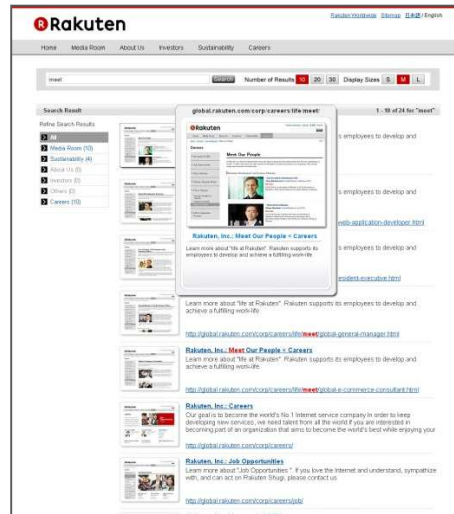 Rakuten
Rakuten Worldwide Sitemap 日本語 / English
Home Media Room About Us Investors Sustainability Careers
meet Search Number of Results 10 20 30 Display Sizes S M L
Search Result
global.rakuten.com/corp/careers/life/meet/
1 - 10 of 24 for "meet"
Refine Search Results
All
Media Room (10)
Sustainability (4)
About Us (0)
Investors (0)
Others (0)
Careers (10)
Rakuten
Careers
Meet Our People
Rakuten, Inc.: Meet Our People - Careers
Learn more about "life at Rakuten". Rakuten supports its
employees to develop and achieve a fulfilling work-life.
s employees to develop and
s employees to develop and
web-application-developer.html
s employees to develop and
esident-executive.html
Learn more about "life at Rakuten". Rakuten supports its employees to develop and
achieve a fulfilling work-life.
http://global.rakuten.com/corp/careers/life/meet/global-general-manager.html
Rakuten, Inc.: Meet Our People - Careers
Learn more about "life at Rakuten". Rakuten supports its employees to develop and
achieve a fulfilling work-life.
http://global.rakuten.com/corp/careers/life/meet/global-e-commerce-consultant.html
Rakuten, Inc.: Careers
Our goal is to become the world's No.1 Internet service company. In order to keep
developing new services, we need talent from all the world. If you are interested in
becoming part of an organization that aims to become the world's best while enjoying your
http://global.rakuten.com/corp/careers/
Rakuten, Inc.: Job Opportunities
Learn more about "Job Opportunities". If you love the Internet and understand, sympathize
with, and can act on Rakuten Shugi, please contact us.
http://global.rakuten.com/corp/careers/job/